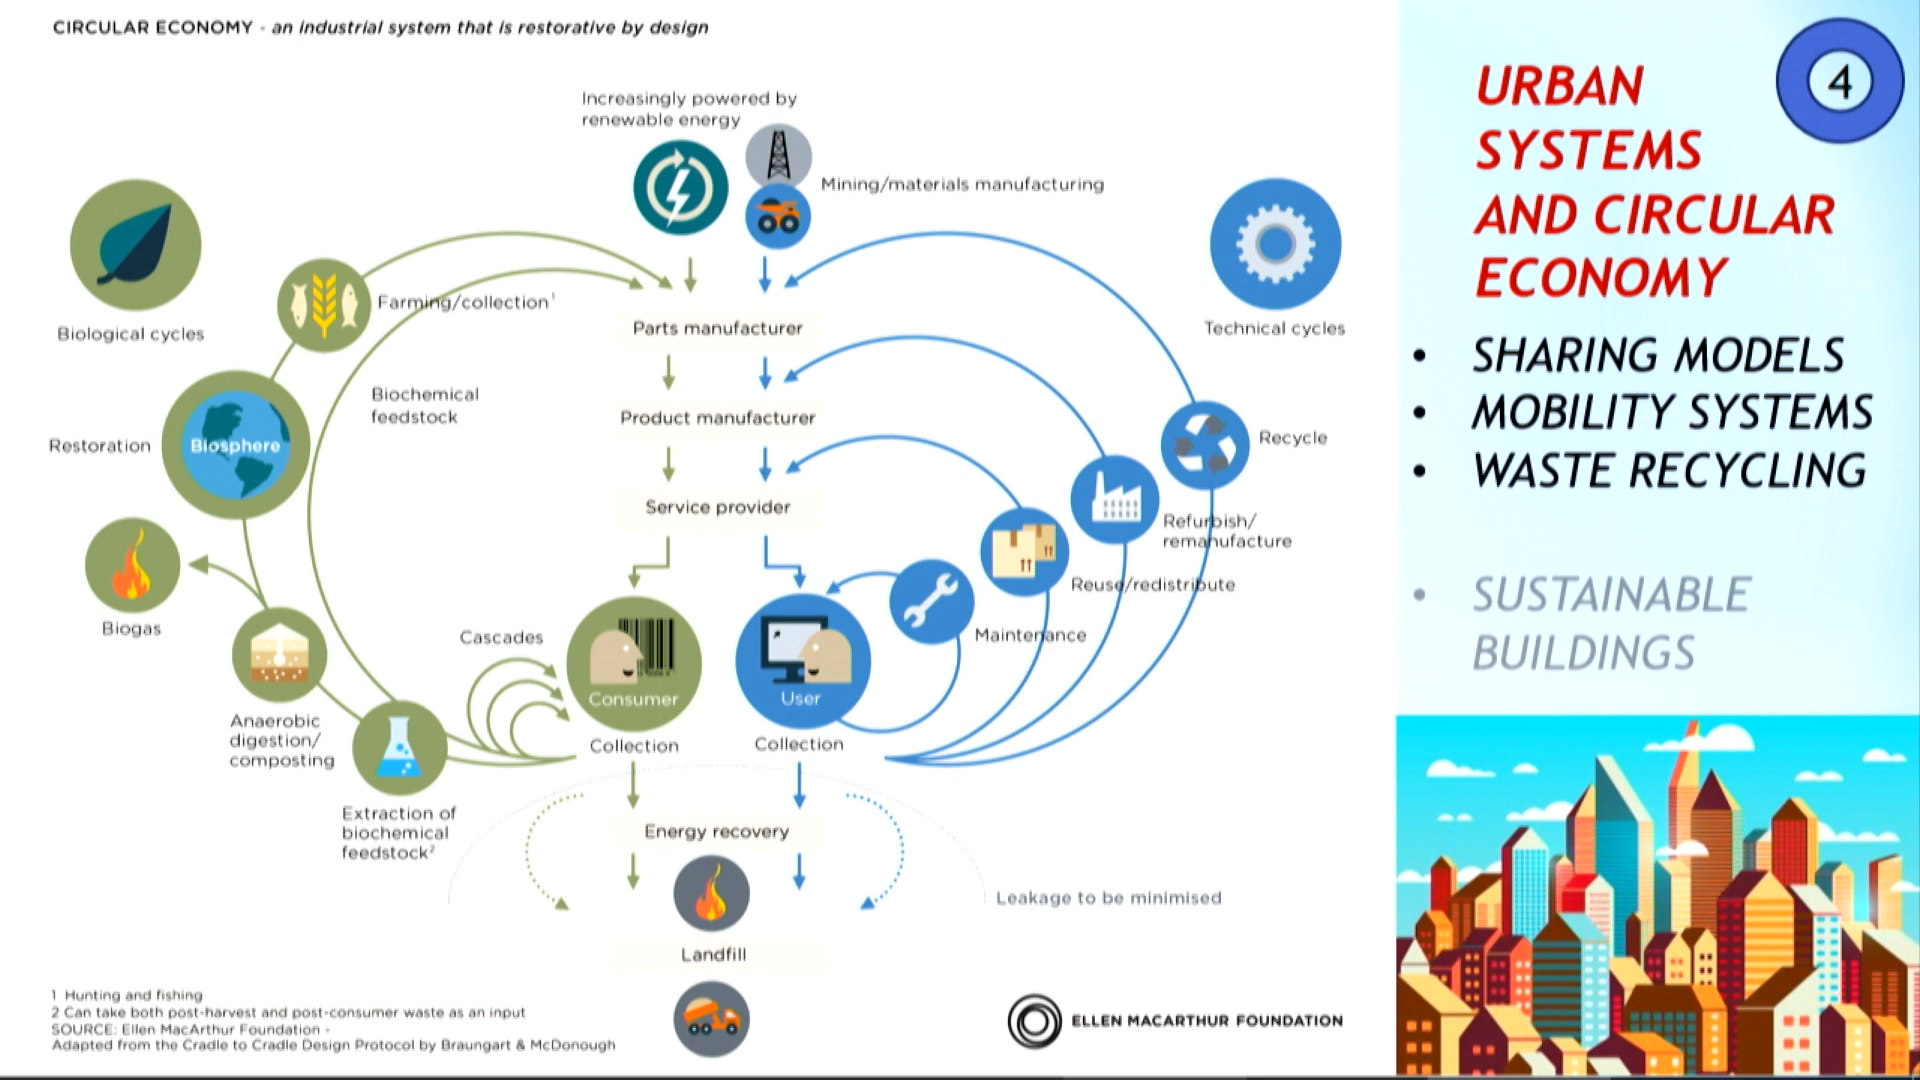 CIRCULAR ECONOMY - an industrial system that is restorative by design
Increasingly powered by
renewable energy
Mining/materials manufacturing
Biological cycles
Farming/collection¹
Technical cycles
Parts manufacturer
Biochemical
feedstock
Product manufacturer
Restoration
Biosphere
Recycle
Service provider
Refurbish/
remanufacture
Reuse/redistribute
Biogas
Cascades
Maintenance
Consumer
User
Anaerobic
digestion/
composting
Collection
Collection
Extraction of
biochemical
feedstock²
Energy recovery
Leakage to be minimised
Landfill
1 Hunting and fishing
2 Can take both post-harvest and post-consumer waste as an input
SOURCE: Ellen MacArthur Foundation -
Adapted from the Cradle to Cradle Design Protocol by Braungart & McDonough
ELLEN MACARTHUR FOUNDATION
4
URBAN
SYSTEMS
AND CIRCULAR
ECONOMY
• SHARING MODELS
• MOBILITY SYSTEMS
• WASTE RECYCLING
• SUSTAINABLE
BUILDINGS